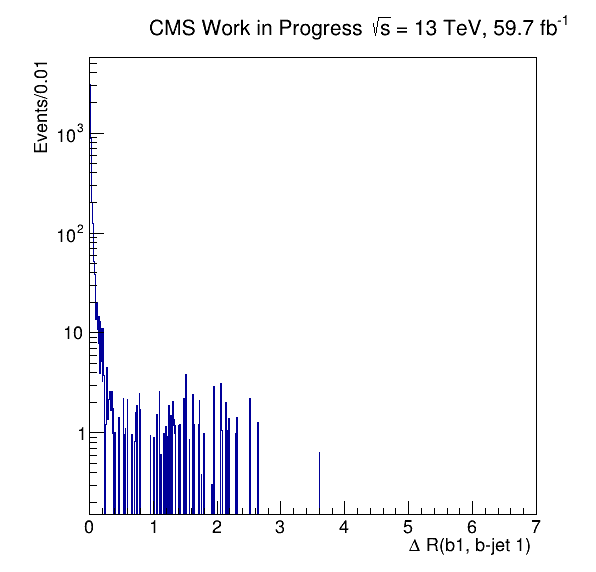 CMS Work in Progress √s = 13 TeV, 59.7 fb⁻¹
Events/0.01
10³
10²
10
1
0 1 2 3 4 5 6 7
Δ R(b1, b-jet 1)